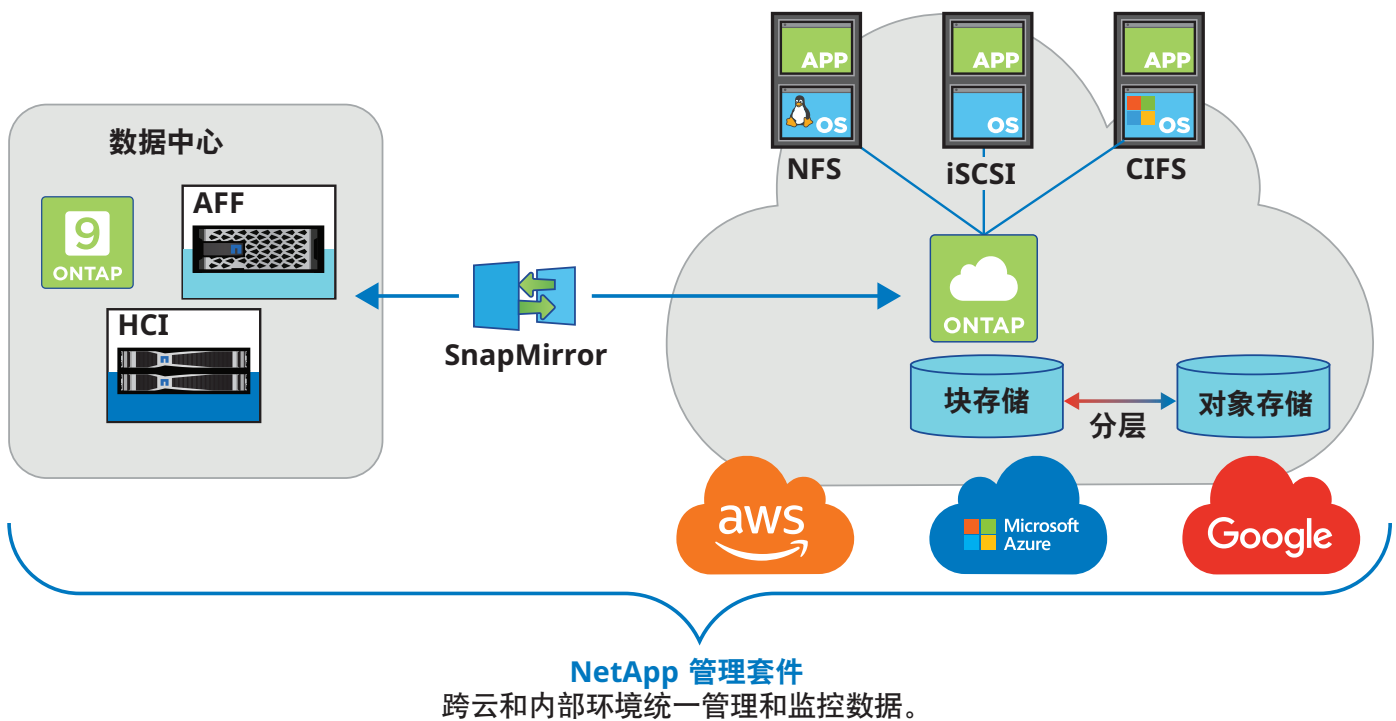 数据中心
9
ONTAP
AFF
HCI
SnapMirror
APP
OS
NFS
APP
OS
iSCSI
APP
OS
CIFS
ONTAP
块存储
分层
对象存储
aws
Microsoft
Azure
Google
NetApp 管理套件
跨云和内部环境统一管理和监控数据。